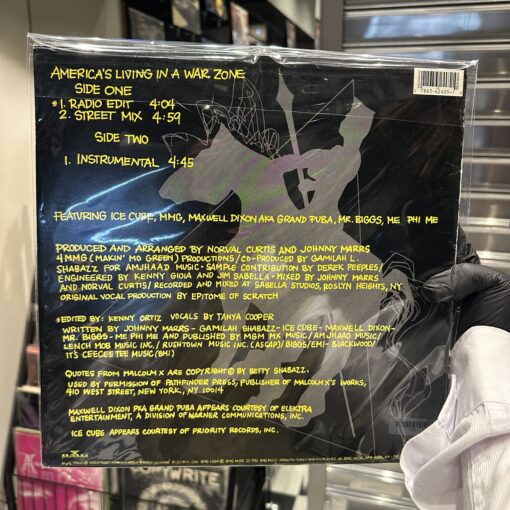 AMERICA'S LIVING IN A WAR ZONE
SIDE ONE
*1. RADIO EDIT 4:04
2. STREET MIX 4:59
SIDE TWO
1. INSTRUMENTAL 4:45
FEATURING ICE CUBE, MMG, MAXWELL DIXON AKA GRAND PUBA, MR. BIGGS, ME PHI ME
PRODUCED AND ARRANGED BY NORVAL CURTIS AND JOHNNY MARRS
4 MMG (MAKIN' MO GREEN) PRODUCTIONS/CO-PRODUCED BY GAMILAH L.
SHABAZZ FOR AMJHAAD MUSIC • SAMPLE CONTRIBUTION BY DEREK PEEPLES/
ENGINEERED BY KENNY GIOIA AND JIM SABELLA • MIXED BY JOHNNY MARRS
AND NORVAL CURTIS/RECORDED AND MIXED AT SABELLA STUDIOS, ROSLYN HEIGHTS, NY
ORIGINAL VOCAL PRODUCTION BY EPITOME OF SCRATCH
*EDITED BY: KENNY ORTIZ VOCALS BY TANYA COOPER
WRITTEN BY JOHNNY MARRS- GAMILAH SHABAZZ- ICE CUBE- MAXWELL DIXON-
MR. BIGGS- ME PHI ME AND PUBLISHED BY MGM MX MUSIC/AMJHAAD MUSIC/
LENCH MOB MUSIC INC./RUSHTOWN MUSIC INC. (ASCAP)/BIGGS/EMI- BLACKWOOD/
IT'S CEEGEETEE MUSIC (BMI)
QUOTES FROM MALCOLM X ARE COPYRIGHT © BY BETTY SHABAZZ.
USED BY PERMISSION OF PATHFINDER PRESS, PUBLISHER OF MALCOLM X'S WORKS,
410 WEST STREET, NEW YORK, N.Y. 10014
MAXWELL DIXON PKA GRAND PUBA APPEARS COURTESY OF ELEKTRA
ENTERTAINMENT, A DIVISION OF WARNER COMMUNICATIONS, INC.
ICE CUBE APPEARS COURTESY OF PRIORITY RECORDS, INC.